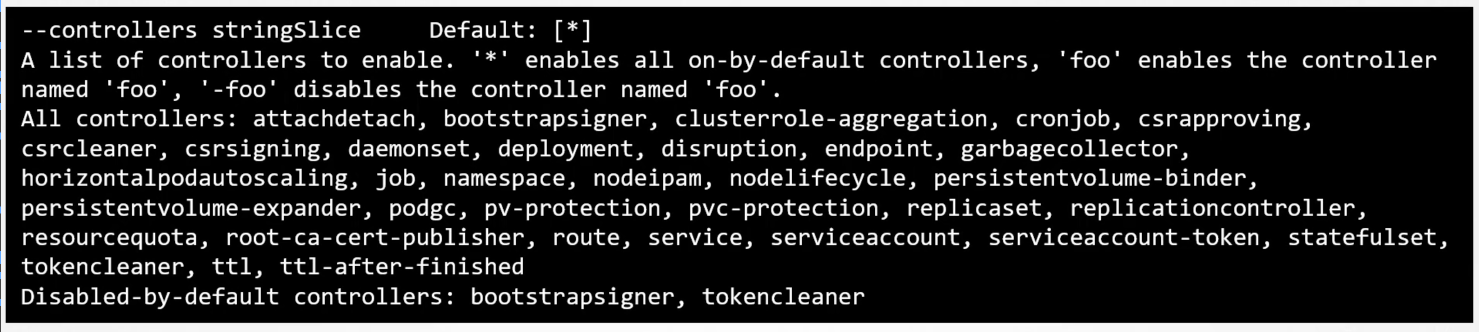 --controllers stringSlice     Default: [*]
A list of controllers to enable. '*' enables all on-by-default controllers, 'foo' enables the controller
named 'foo', '-foo' disables the controller named 'foo'.
All controllers: attachdetach, bootstrapsigner, clusterrole-aggregation, cronjob, csrapproving,
csrcleaner, csrsigning, daemonset, deployment, disruption, endpoint, garbagecollector,
horizontalpodautoscaling, job, namespace, nodeipam, nodelifecycle, persistentvolume-binder,
persistentvolume-expander, podgc, pv-protection, pvc-protection, replicaset, replicationcontroller,
resourcequota, root-ca-cert-publisher, route, service, serviceaccount, serviceaccount-token, statefulset,
tokencleaner, ttl, ttl-after-finished
Disabled-by-default controllers: bootstrapsigner, tokencleaner